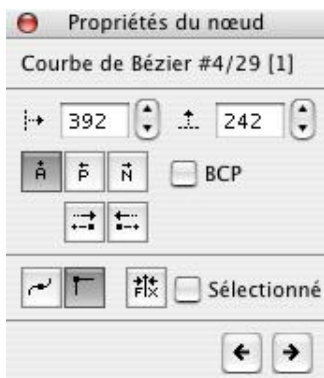 Propriétés du nœud
Courbe de Bézier #4/29 [1]
392 242
A P N BCP
F X Sélectionné